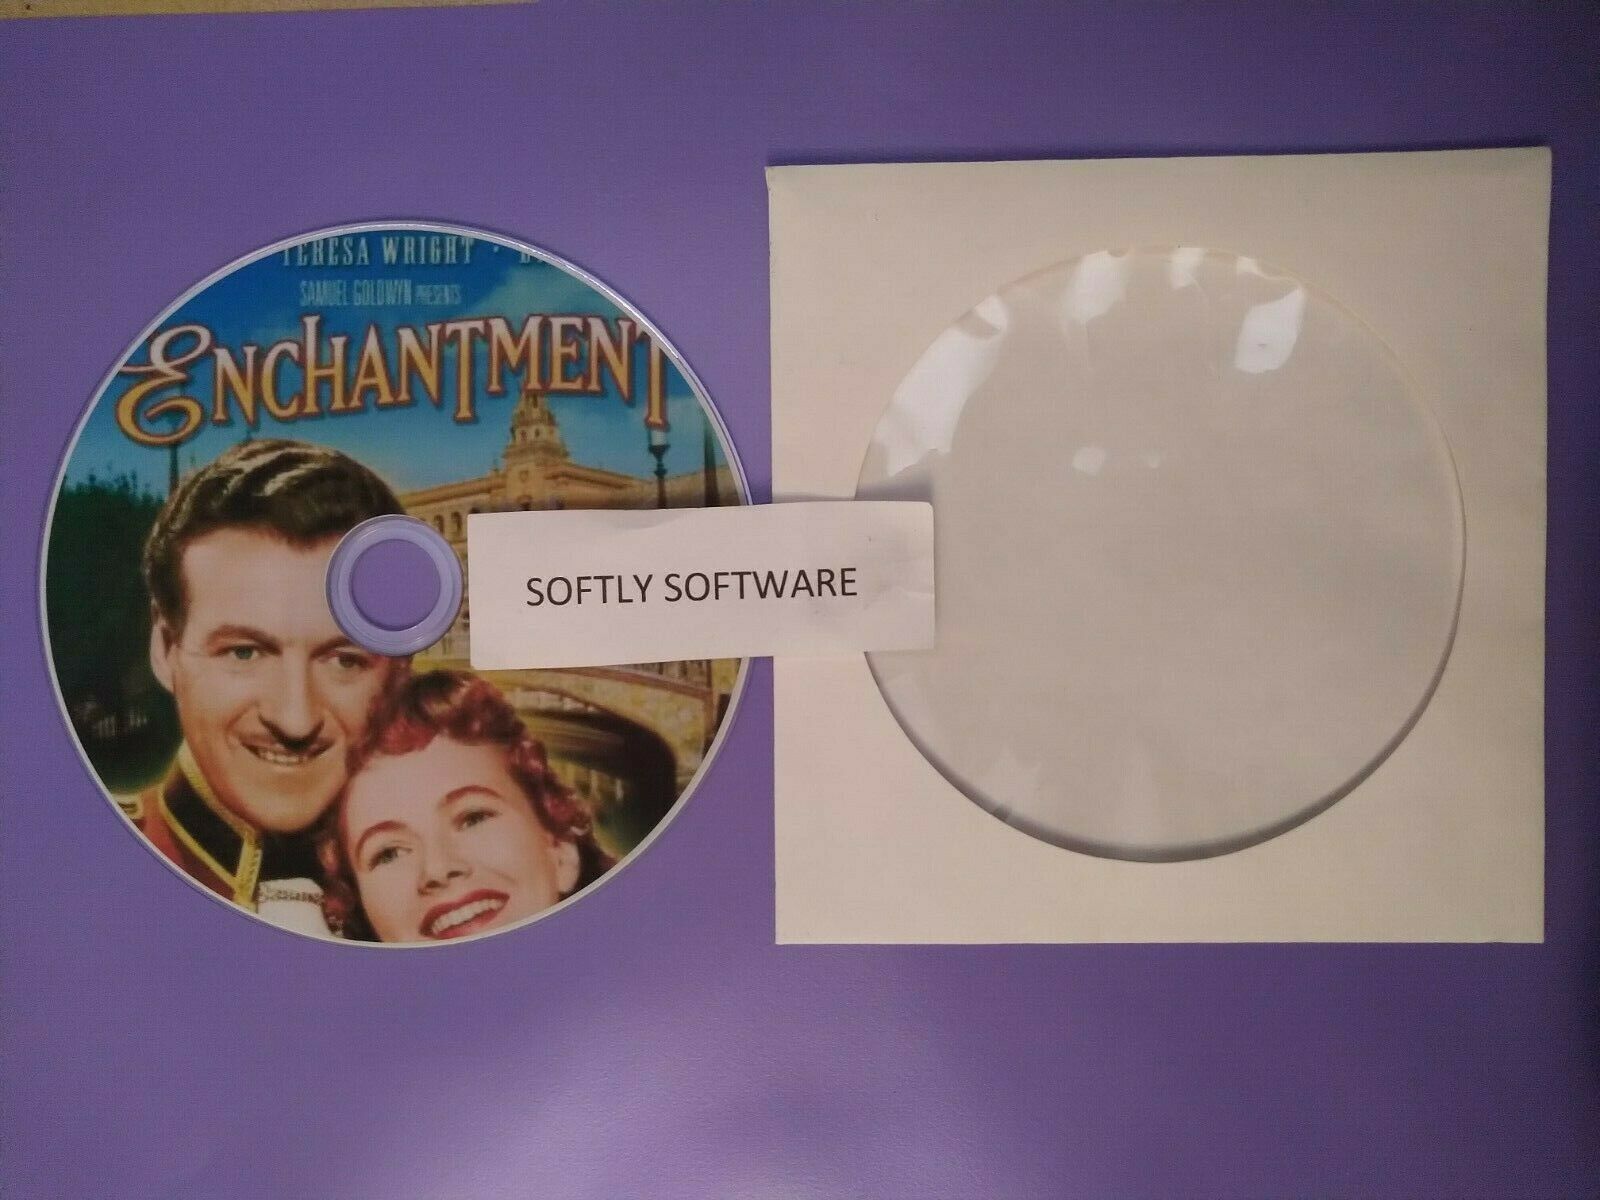 TERESA WRIGHT ·
SAMUEL GOLDWYN PRESENTS
ENCHANTMENT
SOFTLY SOFTWARE